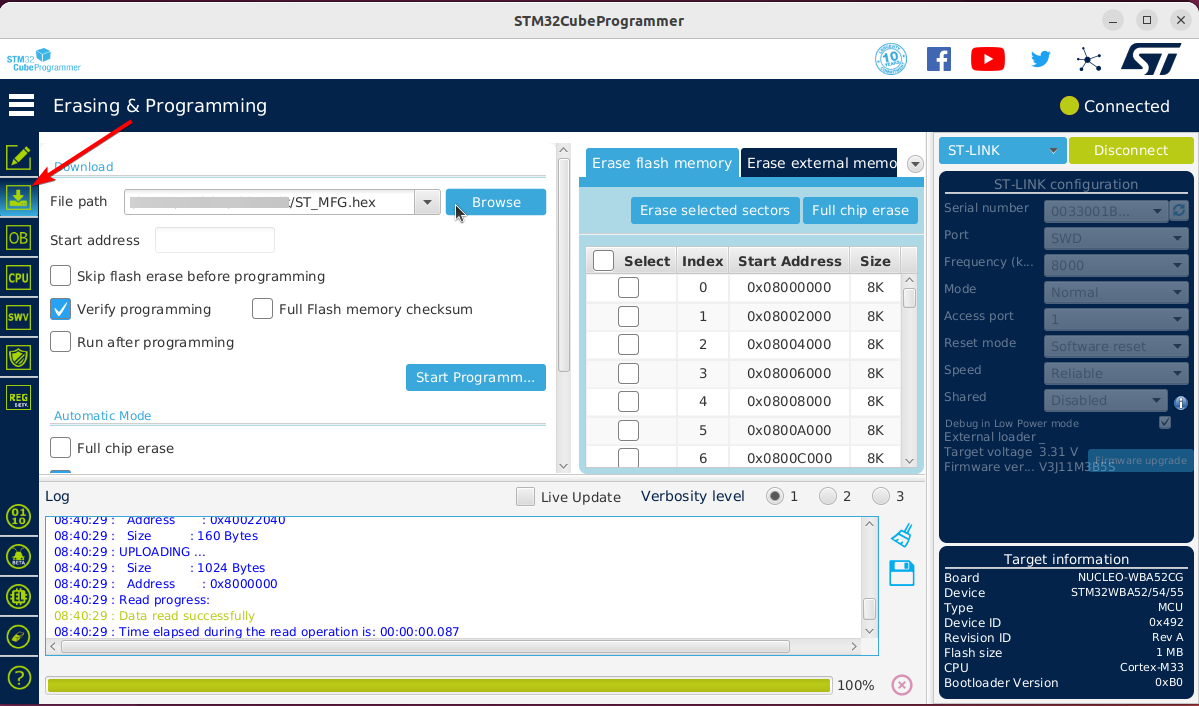 STM32CubeProgrammer
STM32
CubeProgrammer
10
Erasing & Programming
Connected
Download
File path
/ST_MFG.hex
Browse
Start address
Skip flash erase before programming
Verify programming
Full Flash memory checksum
Run after programming
Start Programm...
Automatic Mode
Full chip erase
OB
CPU
SWV
REG
BETA
01
10
BETA
EL
?
Erase flash memory
Erase external memo
Erase selected sectors
Full chip erase
Select Index Start Address Size
0 0x08000000 8K
1 0x08002000 8K
2 0x08004000 8K
3 0x08006000 8K
4 0x08008000 8K
5 0x0800A000 8K
6 0x0800C000 8K
Log
Live Update
Verbosity level
1
2
3
08:40:29 : Address : 0x40022040
08:40:29 : Size : 160 Bytes
08:40:29 : UPLOADING ...
08:40:29 : Size : 1024 Bytes
08:40:29 : Address : 0x8000000
08:40:29 : Read progress:
08:40:29 : Data read successfully
08:40:29 : Time elapsed during the read operation is: 00:00:00.087
100%
ST-LINK
Disconnect
ST-LINK configuration
Serial number 0033001B...
Port SWD
Frequency (k... 8000
Mode Normal
Access port 1
Reset mode Software reset
Speed Reliable
Shared Disabled
Debug in Low Power mode
External loader _
Target voltage 3.31 V
Firmware ver... V3J11M3B5S
Firmware upgrade
Target information
Board NUCLEO-WBA52CG
Device STM32WBA52/54/55
Type MCU
Device ID 0x492
Revision ID Rev A
Flash size 1 MB
CPU Cortex-M33
Bootloader Version 0xB0